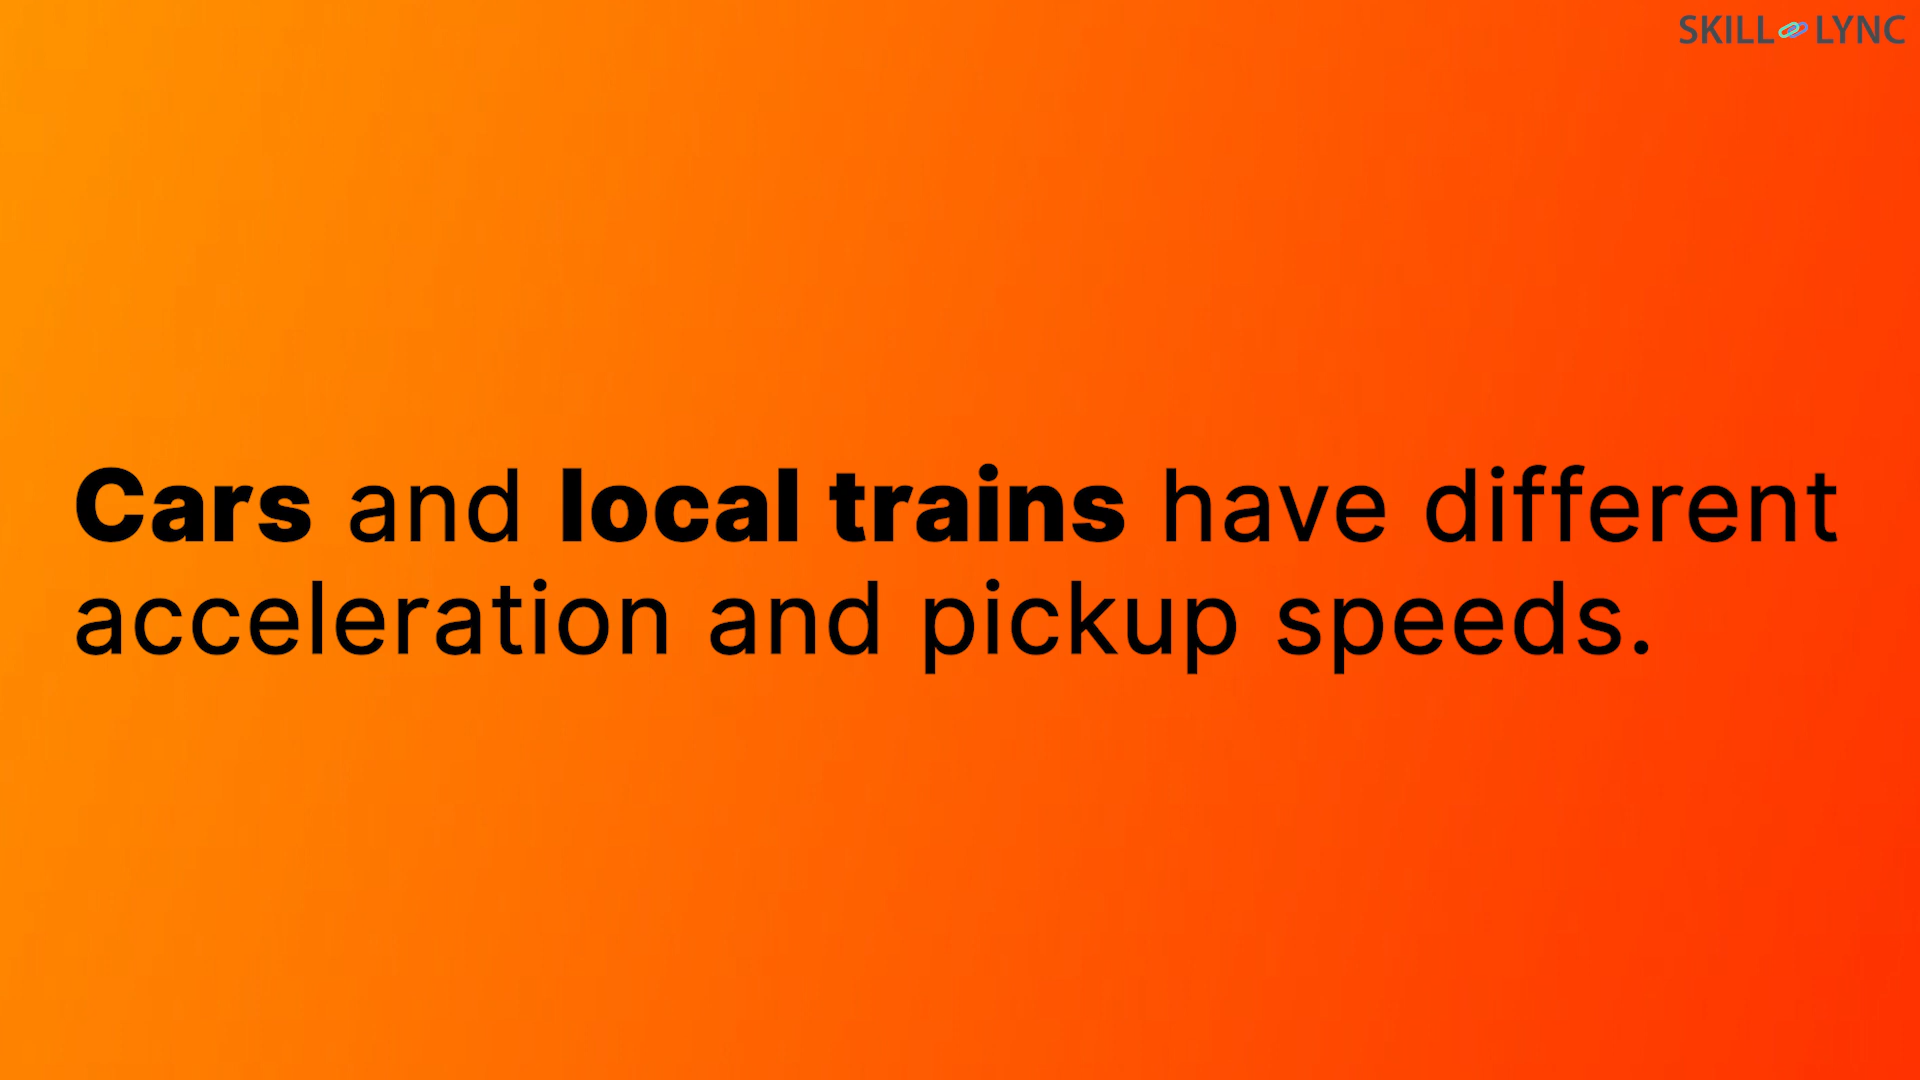 SKILL LYNC
Cars and local trains have different
acceleration and pickup speeds.